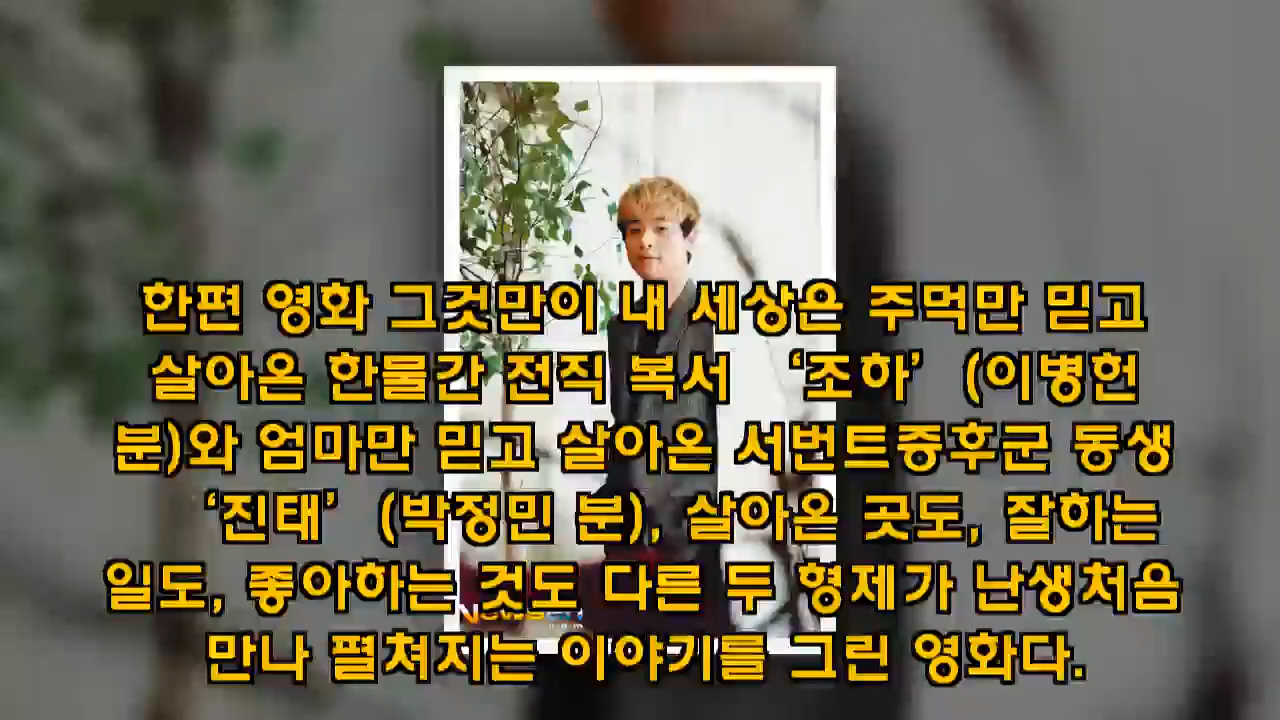 한편 영화 그것만이 내 세상은 주먹만 믿고
살아온 한물간 전직 복서 ‘조하’ (이병헌
분)와 엄마만 믿고 살아온 서번트증후군 동생
‘진태’ (박정민 분), 살아온 곳도, 잘하는
일도, 좋아하는 것도 다른 두 형제가 난생처음
만나 펼쳐지는 이야기를 그린 영화다.